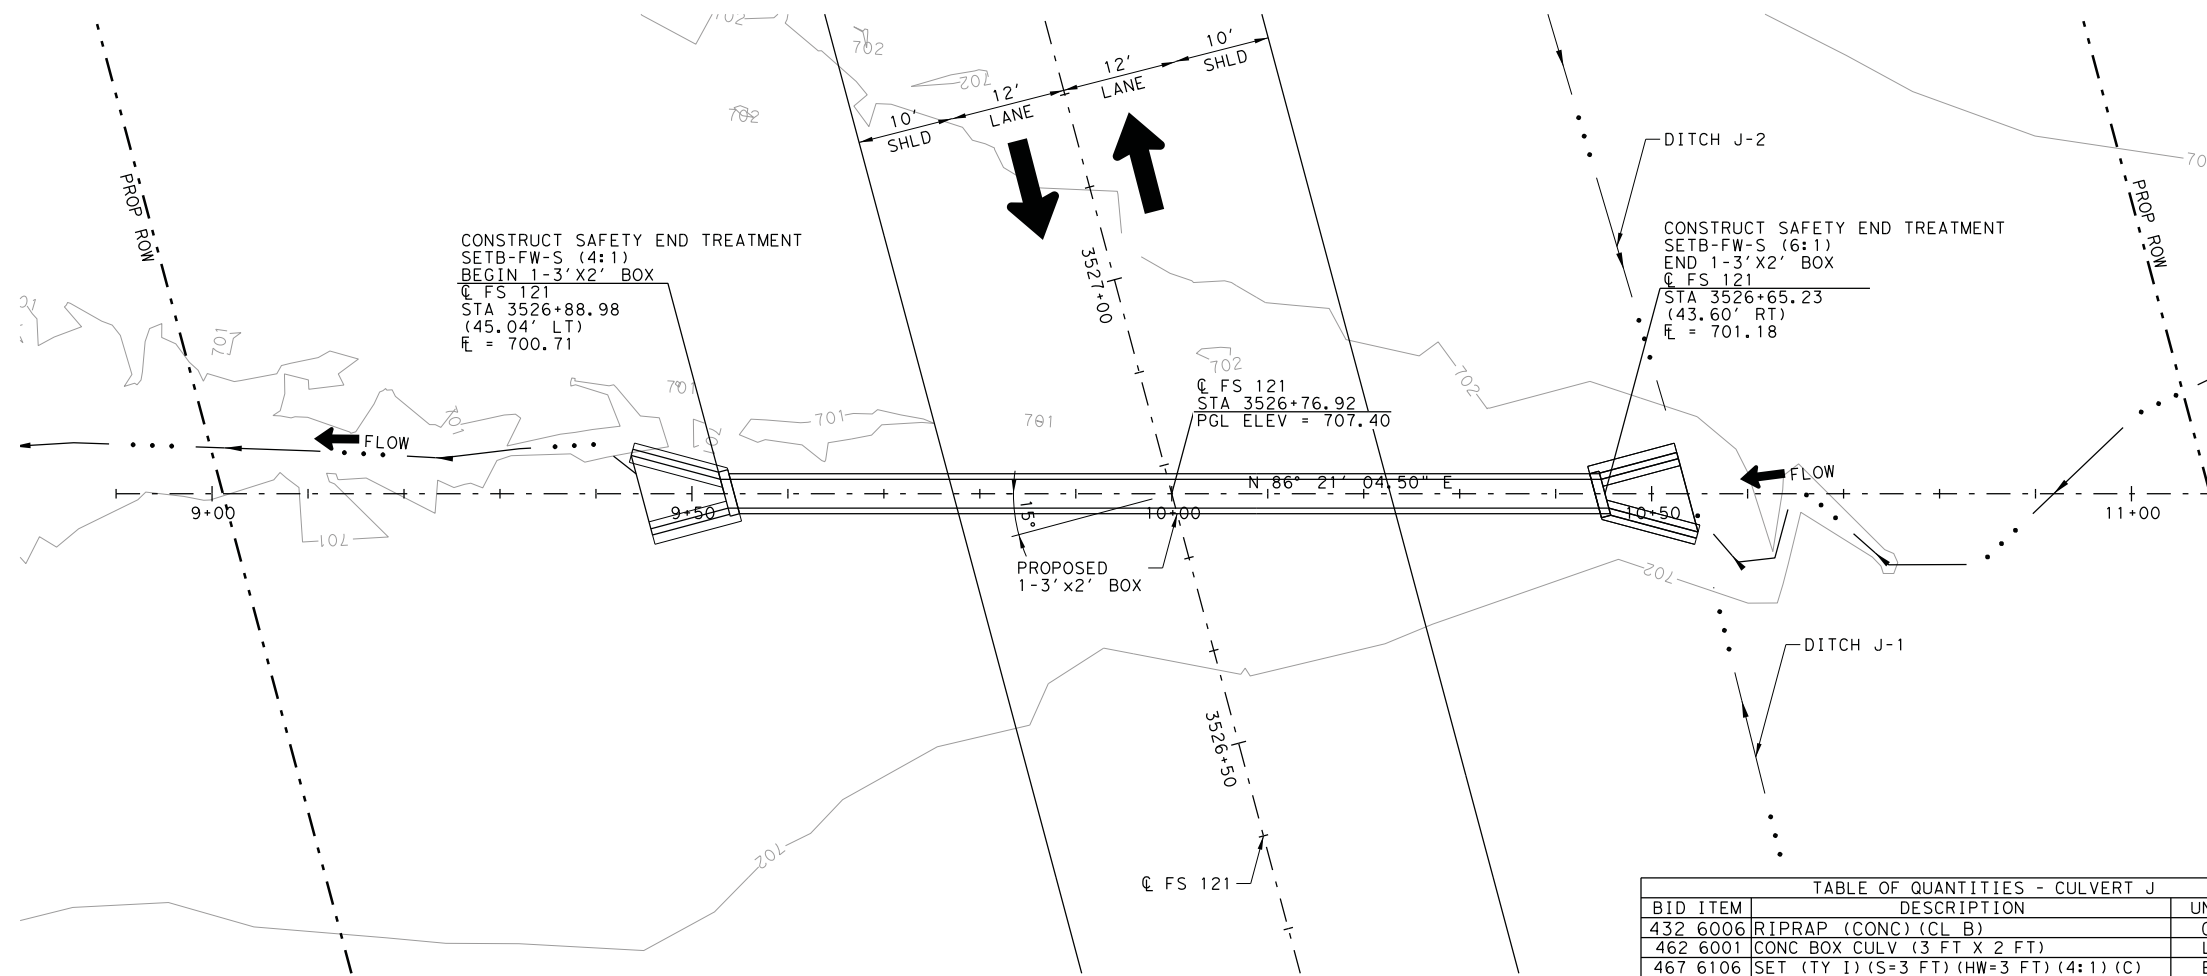 702
702
702
702
10'
SHLD
12'
LANE
12'
LANE
10'
SHLD
DITCH J-2
PROP ROW
PROP ROW
CONSTRUCT SAFETY END TREATMENT
SETB-FW-S (4:1)
BEGIN 1-3'X2' BOX
℄ FS 121
STA 3526+88.98
(45.04' LT)
FL = 700.71
CONSTRUCT SAFETY END TREATMENT
SETB-FW-S (6:1)
END 1-3'X2' BOX
℄ FS 121
STA 3526+65.23
(43.60' RT)
FL = 701.18
3527+00
701
702
702
℄ FS 121
STA 3526+76.92
PGL ELEV = 707.40
701
701
701
701
701
FLOW
FLOW
N 86° 21' 04.50" E
9+00
9+50
10+00
10+50
11+00
15°
701
PROPOSED
1-3'x2' BOX
702
DITCH J-1
3526+50
702
℄ FS 121
TABLE OF QUANTITIES - CULVERT J
BID ITEM DESCRIPTION
432 6006 RIPRAP (CONC)(CL B)
462 6001 CONC BOX CULV (3 FT X 2 FT)
467 6106 SET (TY I)(S=3 FT)(HW=3 FT)(4:1)(C)